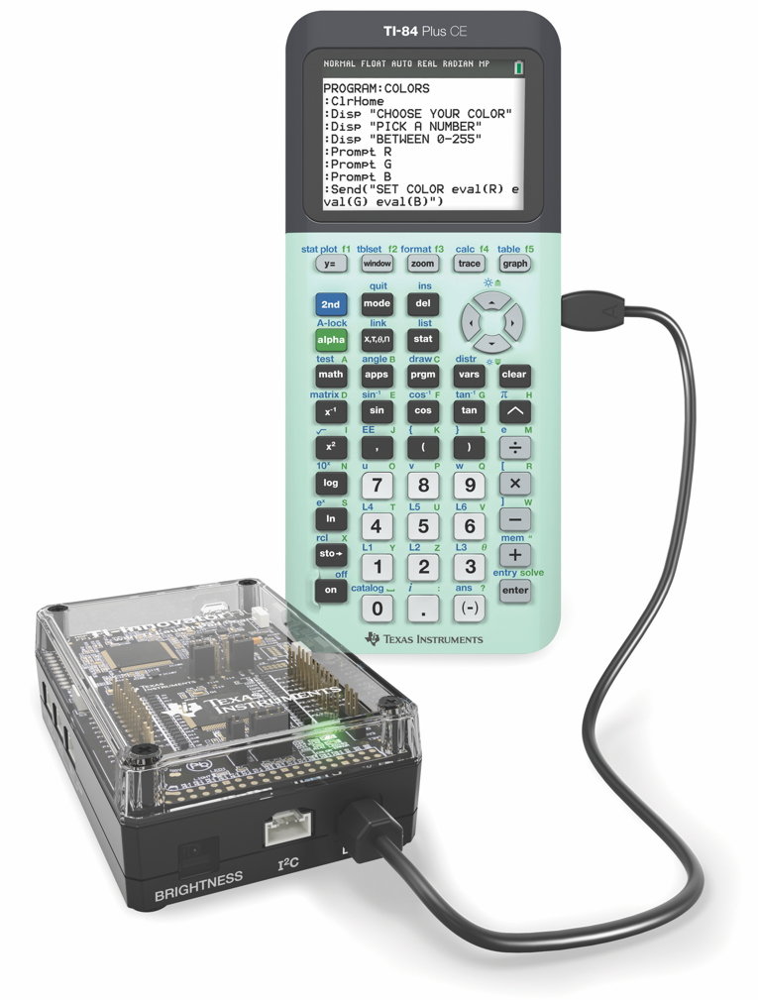 TI-84 Plus CE
NORMAL FLOAT AUTO REAL RADIAN MP
PROGRAM:COLORS
:ClrHome
:Disp "CHOOSE YOUR COLOR"
:Disp "PICK A NUMBER"
:Disp "BETWEEN 0-255"
:Prompt R
:Prompt G
:Prompt B
:Send("SET COLOR eval(R) e
val(G) eval(B)")
stat plot f1 tblset f2 format f3 calc f4 table f5
y= window zoom trace graph
quit ins
2nd mode del
A-lock link list
alpha X,T,θ,n stat
test A angle B draw C distr
math apps prgm vars clear
matrix D sin⁻¹ E cos⁻¹ F tan⁻¹ G π H
x⁻¹ sin cos tan ^
√ I EE J { K } L e M
x² , ( ) ÷
10ˣ N u O v P w Q [ R
log 7 8 9 ×
eˣ S L4 T L5 U L6 V ] W
ln 4 5 6 −
rcl X L1 Y L2 Z L3 θ mem "
sto→ 1 2 3 +
off catalog ⎵ i : ans ? entry solve
on 0 . (-) enter
TEXAS INSTRUMENTS
TI-Innovator
TEXAS INSTRUMENTS
TEXAS
INSTRUMENTS
Pb
I²C
BRIGHTNESS